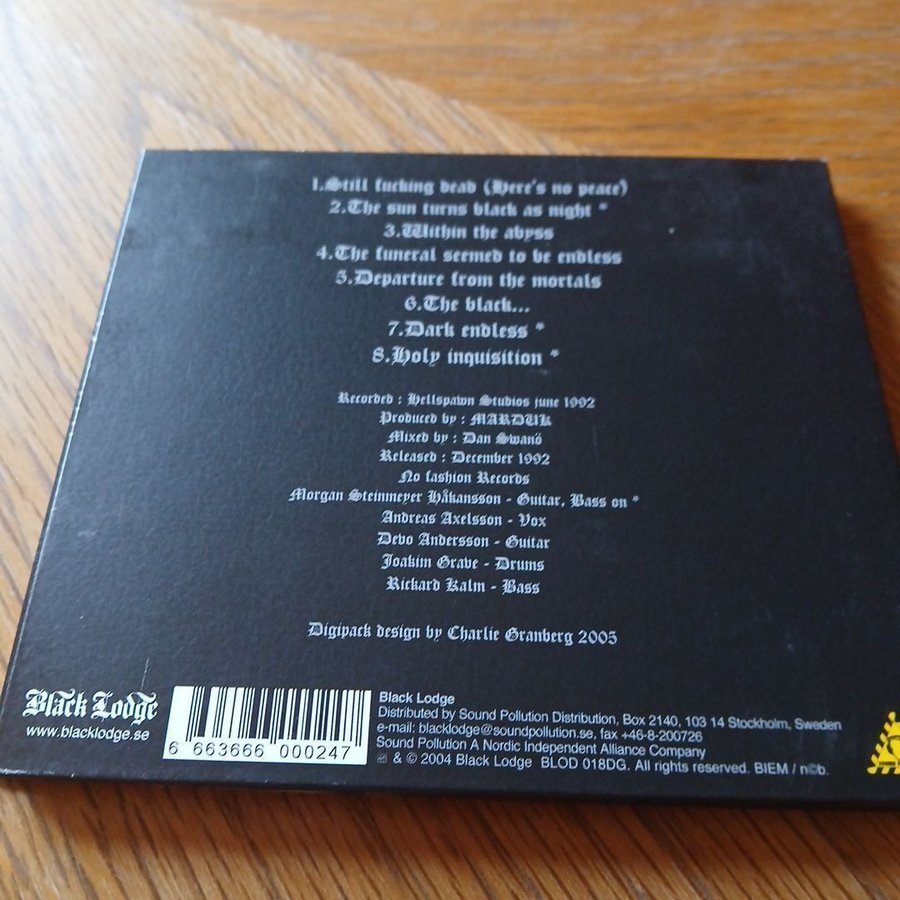 1.Still fucking dead (Here's no peace)
2.The sun turns black as night *
3.Within the abyss
4.The funeral seemed to be endless
5.Departure from the mortals
6.The black...
7.Dark endless *
8.Holy inquisition *
Recorded : Hellspawn Studios june 1992
Produced by : MARDUK
Mixed by : Dan Swanö
Released : December 1992
No fashion Records
Morgan Steinmeyer Håkansson - Guitar, Bass on *
Andreas Axelsson - Vox
Devo Andersson - Guitar
Joakim Grave - Drums
Rickard Kalm - Bass
Digipack design by Charlie Granberg 2005
Black Lodge
www.blacklodge.se
6 663666 000247
Black Lodge
Distributed by Sound Pollution Distribution, Box 2140, 103 14 Stockholm, Sweden
e-mail: blacklodge@soundpollution.se, fax +46-8-200726
Sound Pollution A Nordic Independent Alliance Company
& © 2004 Black Lodge BLOD 018DG. All rights reserved. BIEM / n©b.